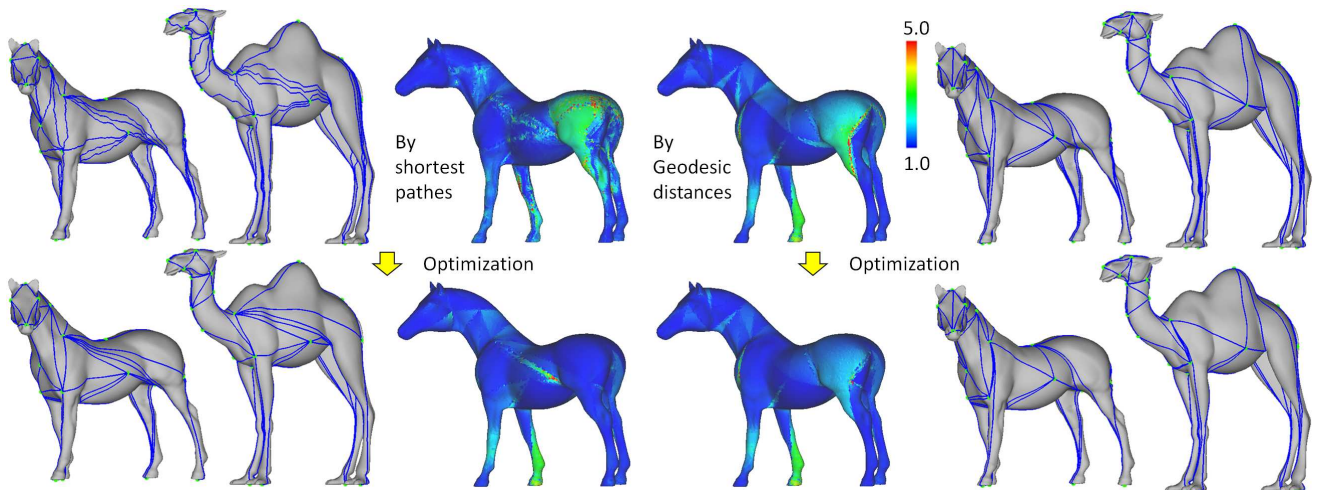 By
shortest
pathes
By
Geodesic
distances
5.0
1.0
Optimization
Optimization